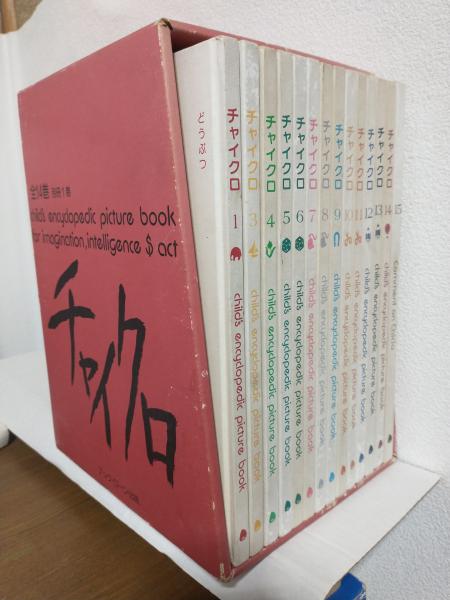 全14巷 別冊1巻
child's encyclopedic picture book
for imagination, intelligence $ act
チャイクロ
どうぶつ
チャイクロ 1 child's encyclopedic picture book
チャイクロ 3 child's encyclopedic picture book
チャイクロ 4 child's encyclopedic picture book
チャイクロ 5 child's encyclopedic picture book
チャイクロ 6 child's encyclopedic picture book
チャイクロ 7 child's encyclopedic picture book
チャイクロ 8 child's encyclopedic picture book
チャイクロ 9 child's encyclopedic picture book
チャイクロ 10 child's encyclopedic picture book
チャイクロ 11 child's encyclopedic picture book
チャイクロ 12 child's encyclopedic picture book
チャイクロ 13 child's encyclopedic picture book
チャイクロ 14 child's encyclopedic picture book
15